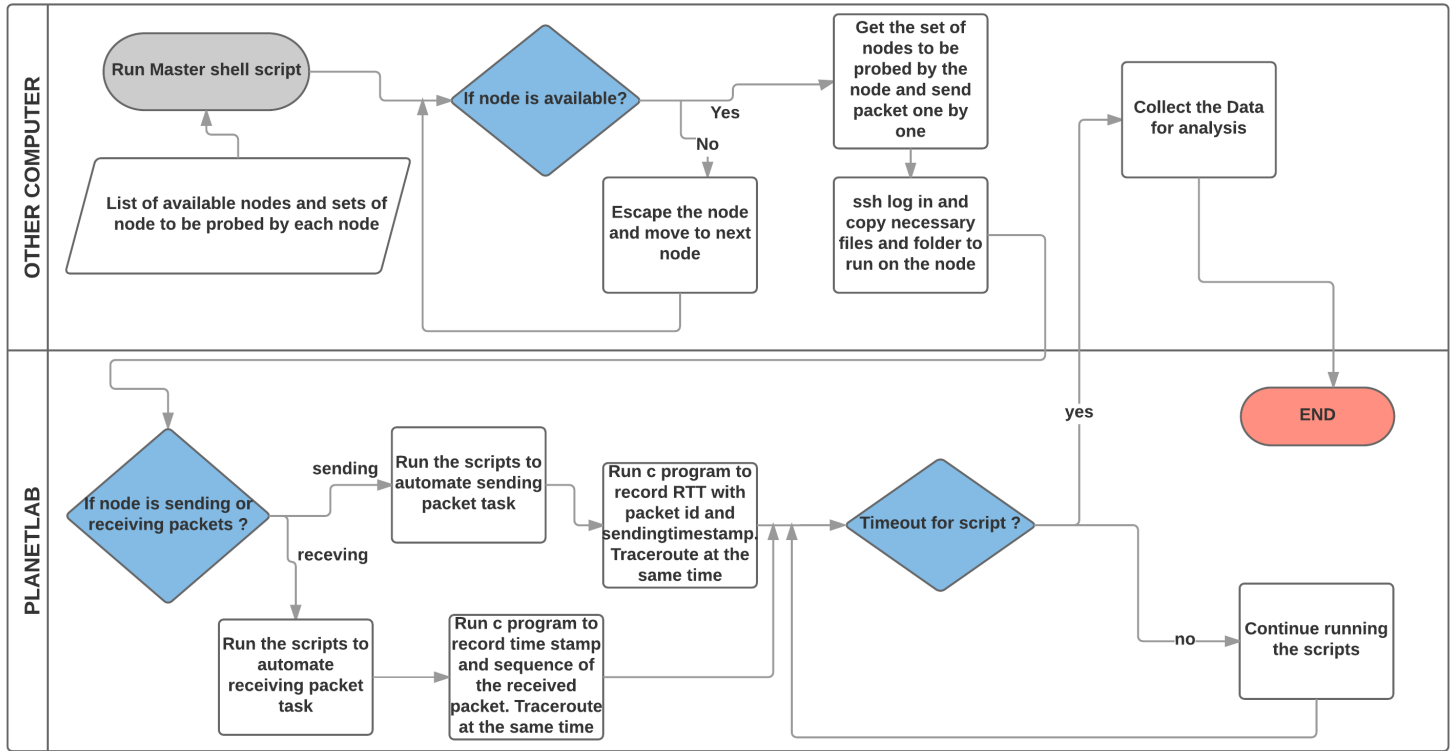 OTHER COMPUTER
Run Master shell script
List of available nodes and sets of
node to be probed by each node
If node is available?
Yes
No
Escape the node
and move to next
node
Get the set of
nodes to be
probed by the
node and send
packet one by
one
ssh log in and
copy necessary
files and folder to
run on the node
Collect the Data
for analysis
PLANETLAB
If node is sending or
receiving packets ?
sending
receving
Run the scripts to
automate sending
packet task
Run the scripts to
automate
receiving packet
task
Run c program to
record RTT with
packet id and
sendingtimestamp.
Traceroute at the
same time
Run c program to
record time stamp
and sequence of
the received
packet. Traceroute
at the same time
Timeout for script ?
yes
no
Continue running
the scripts
END